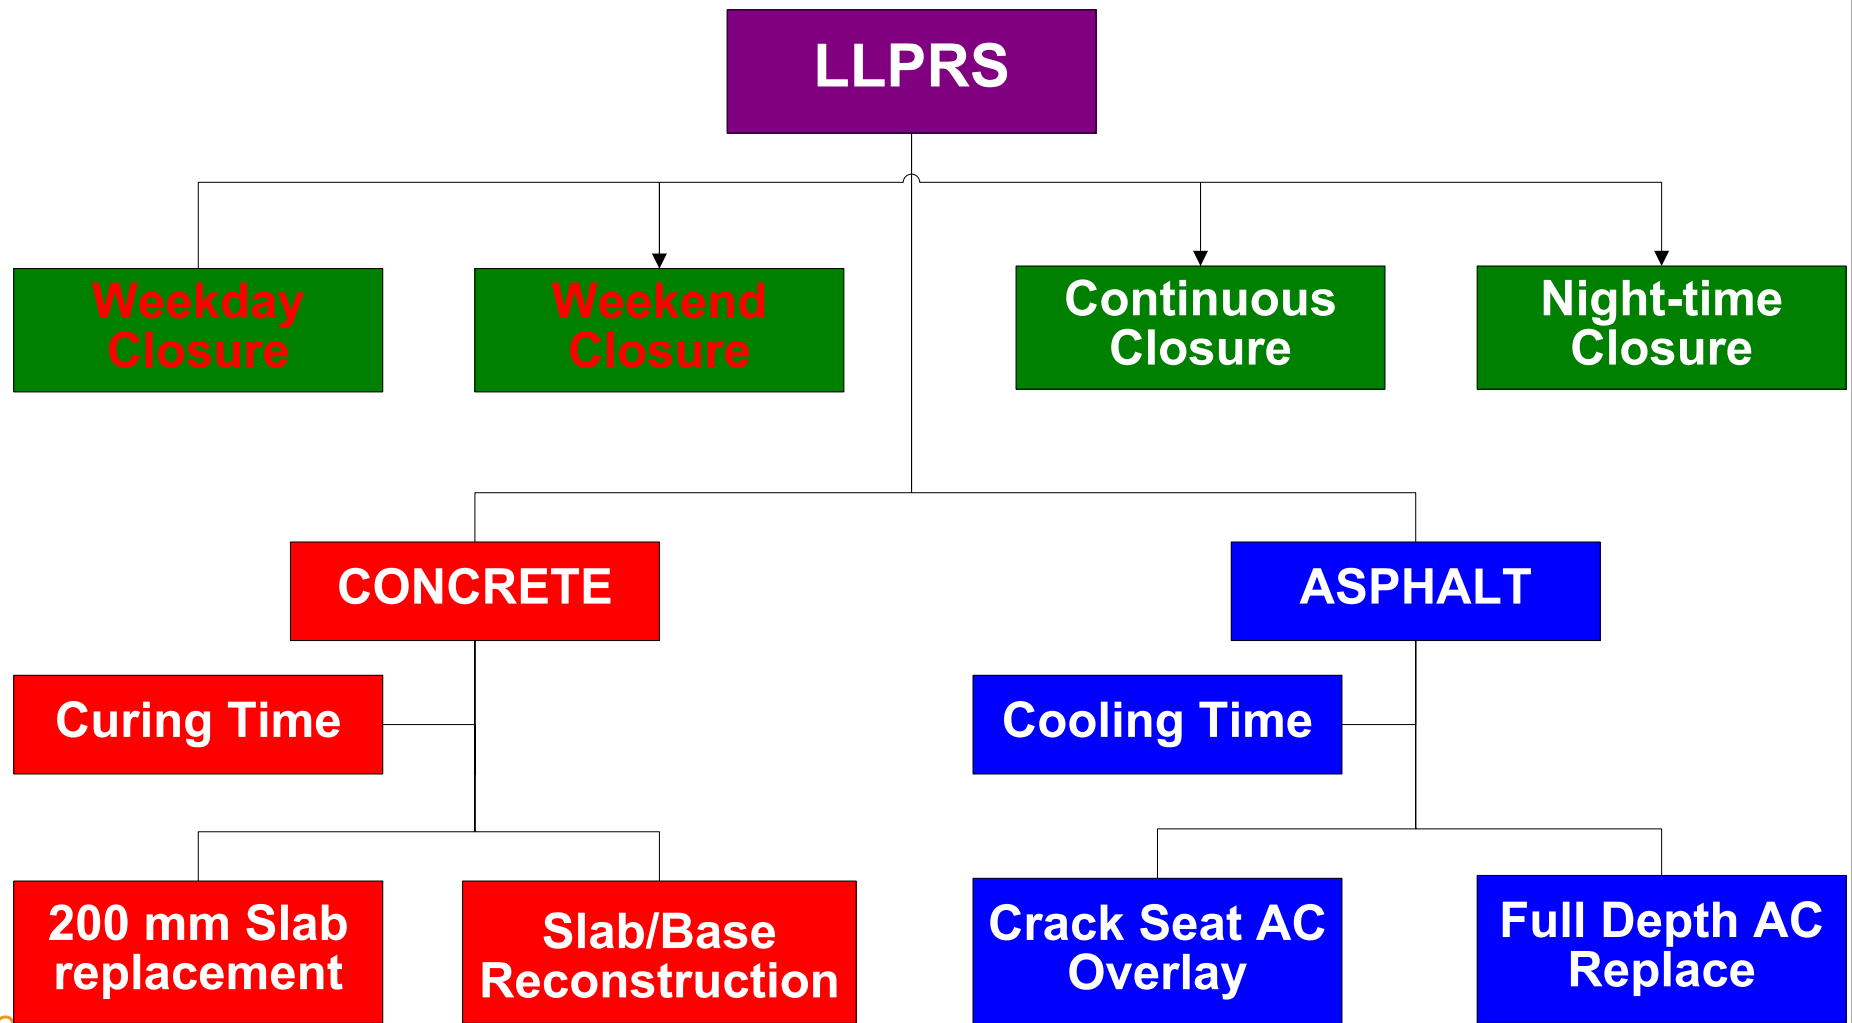 LLPRS
Weekday
Closure
Weekend
Closure
Continuous
Closure
Night-time
Closure
CONCRETE
ASPHALT
Curing Time
Cooling Time
200 mm Slab
replacement
Slab/Base
Reconstruction
Crack Seat AC
Overlay
Full Depth AC
Replace